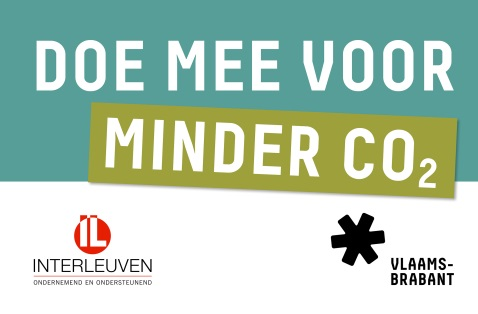 DOE MEE VOOR
MINDER CO₂
IL
INTERLEUVEN
ONDERNEMEND EN ONDERSTEUNEND
VLAAMS-
BRABANT